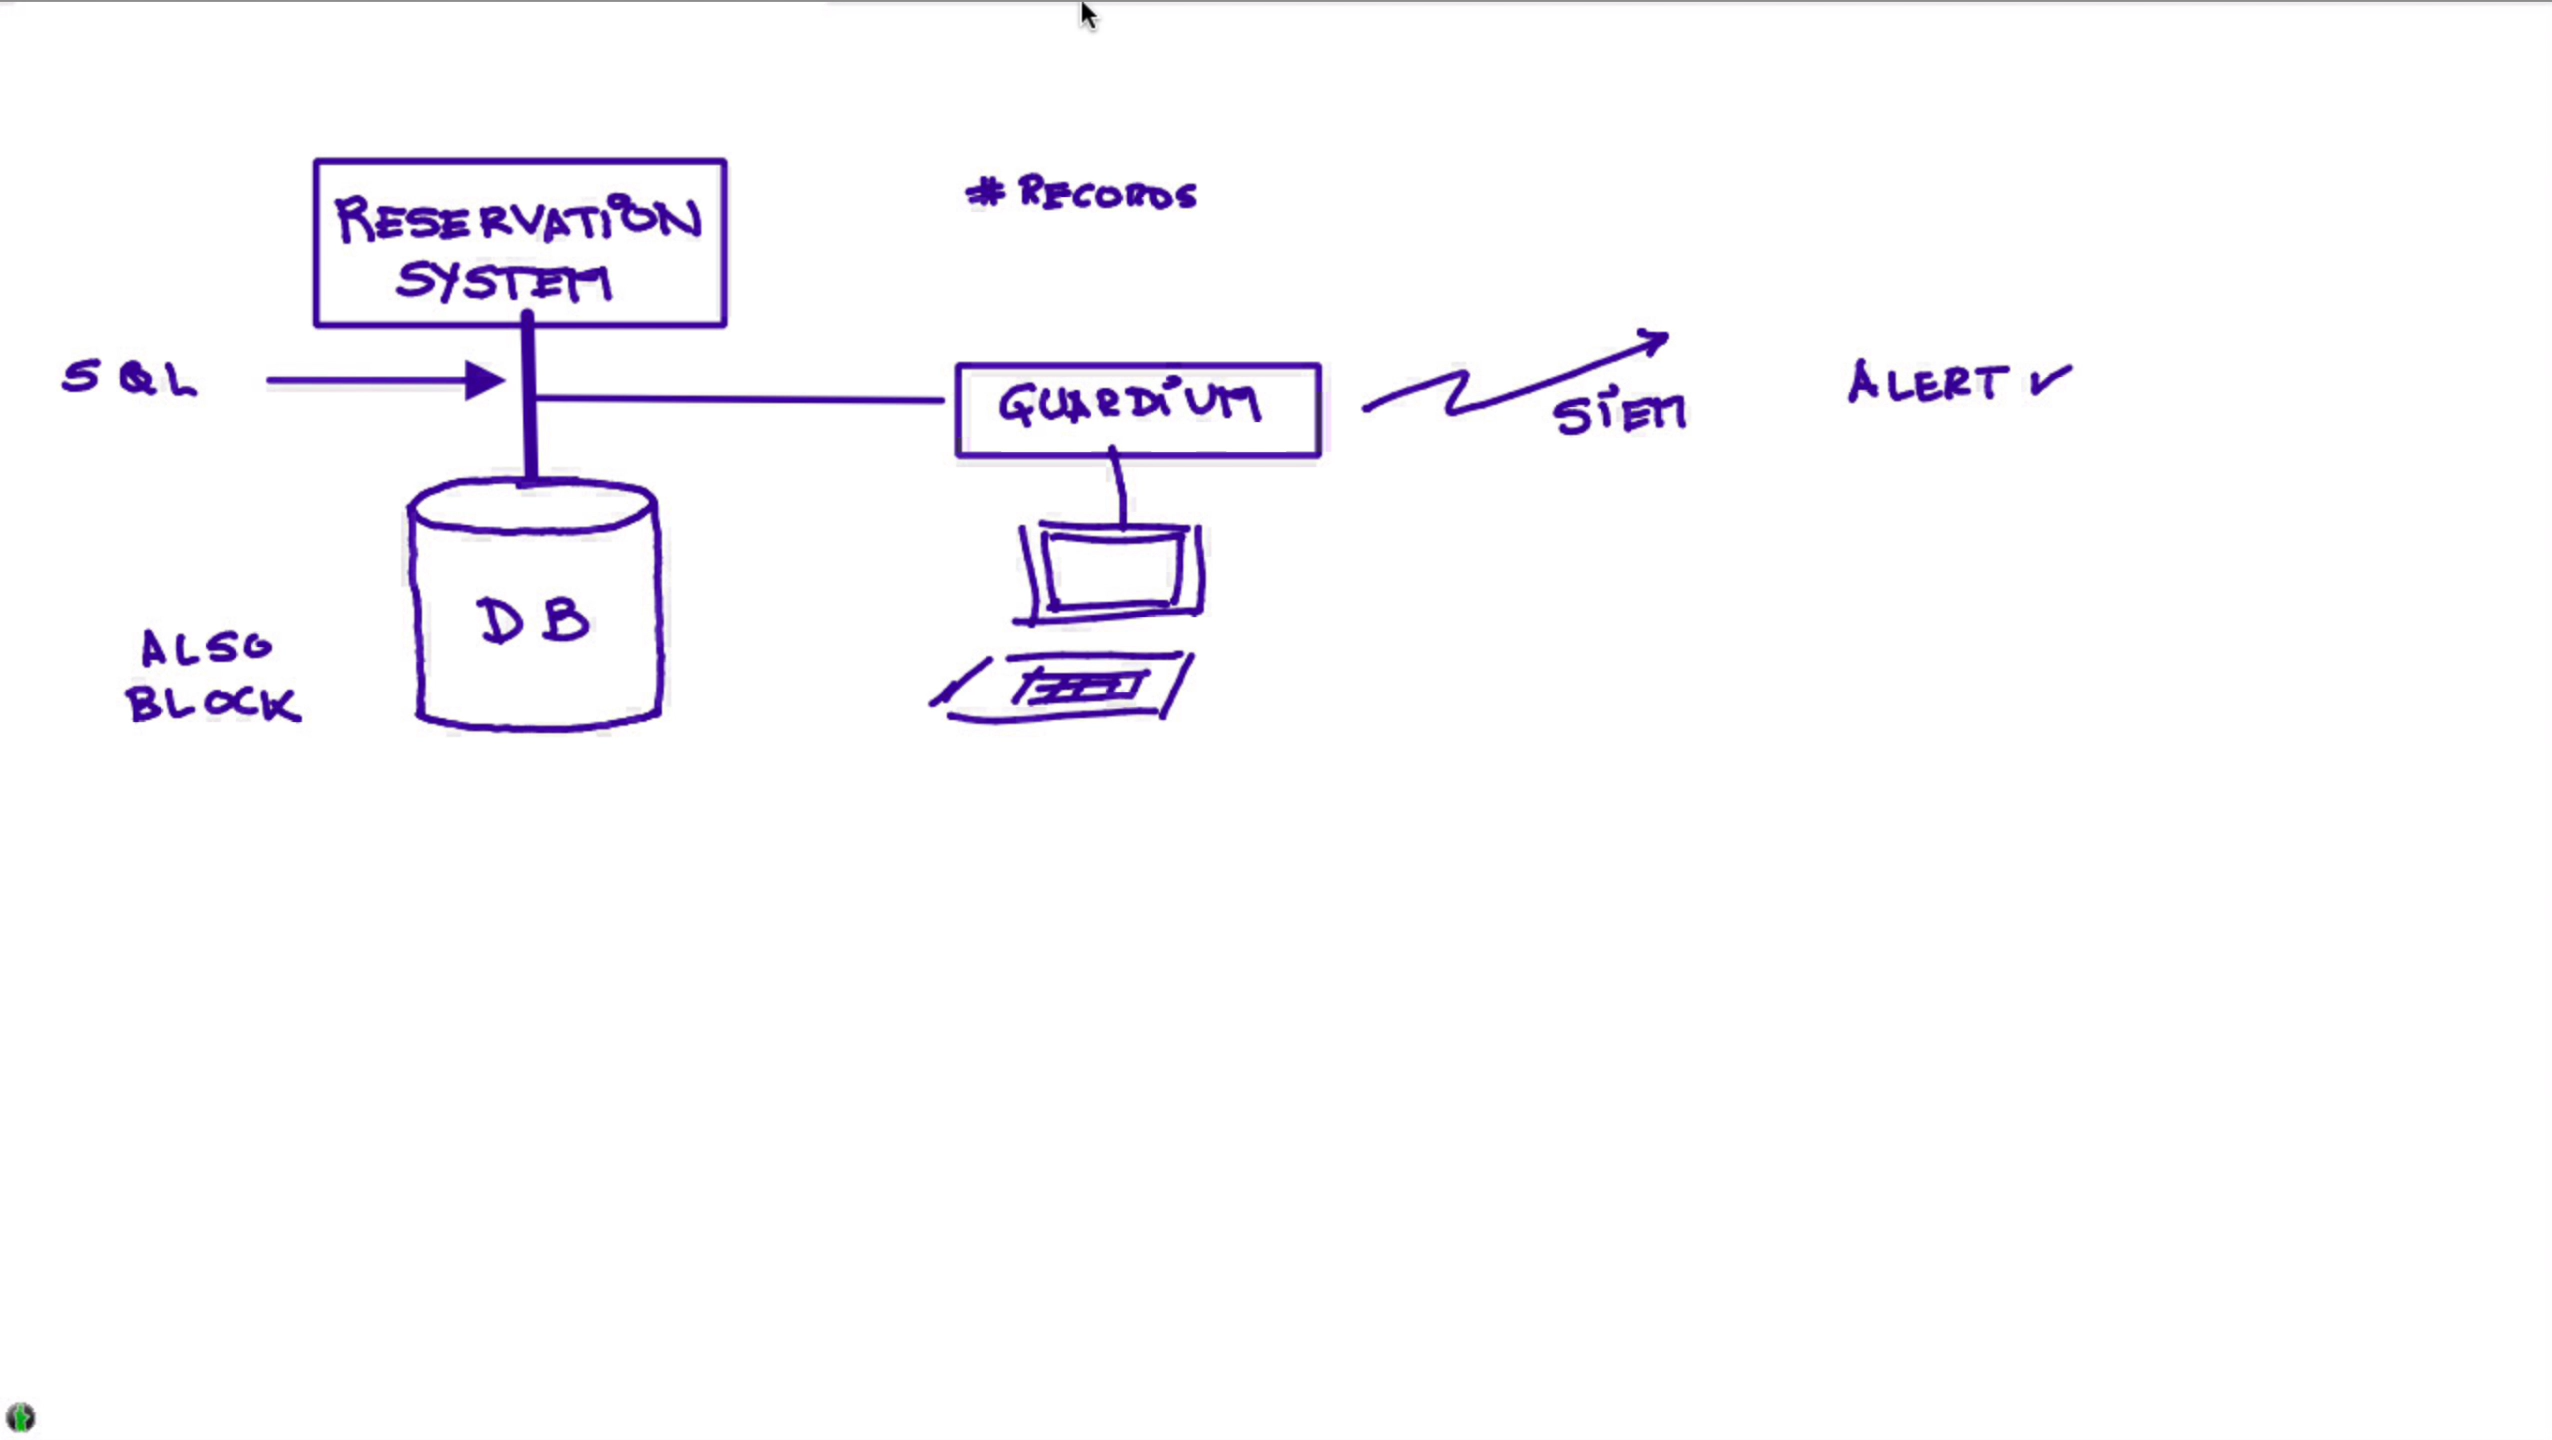 RESERVATION
SYSTEM
# RECORDS
SQL
GUARDIUM
SIEM
ALERT ✓
DB
ALSO
BLOCK